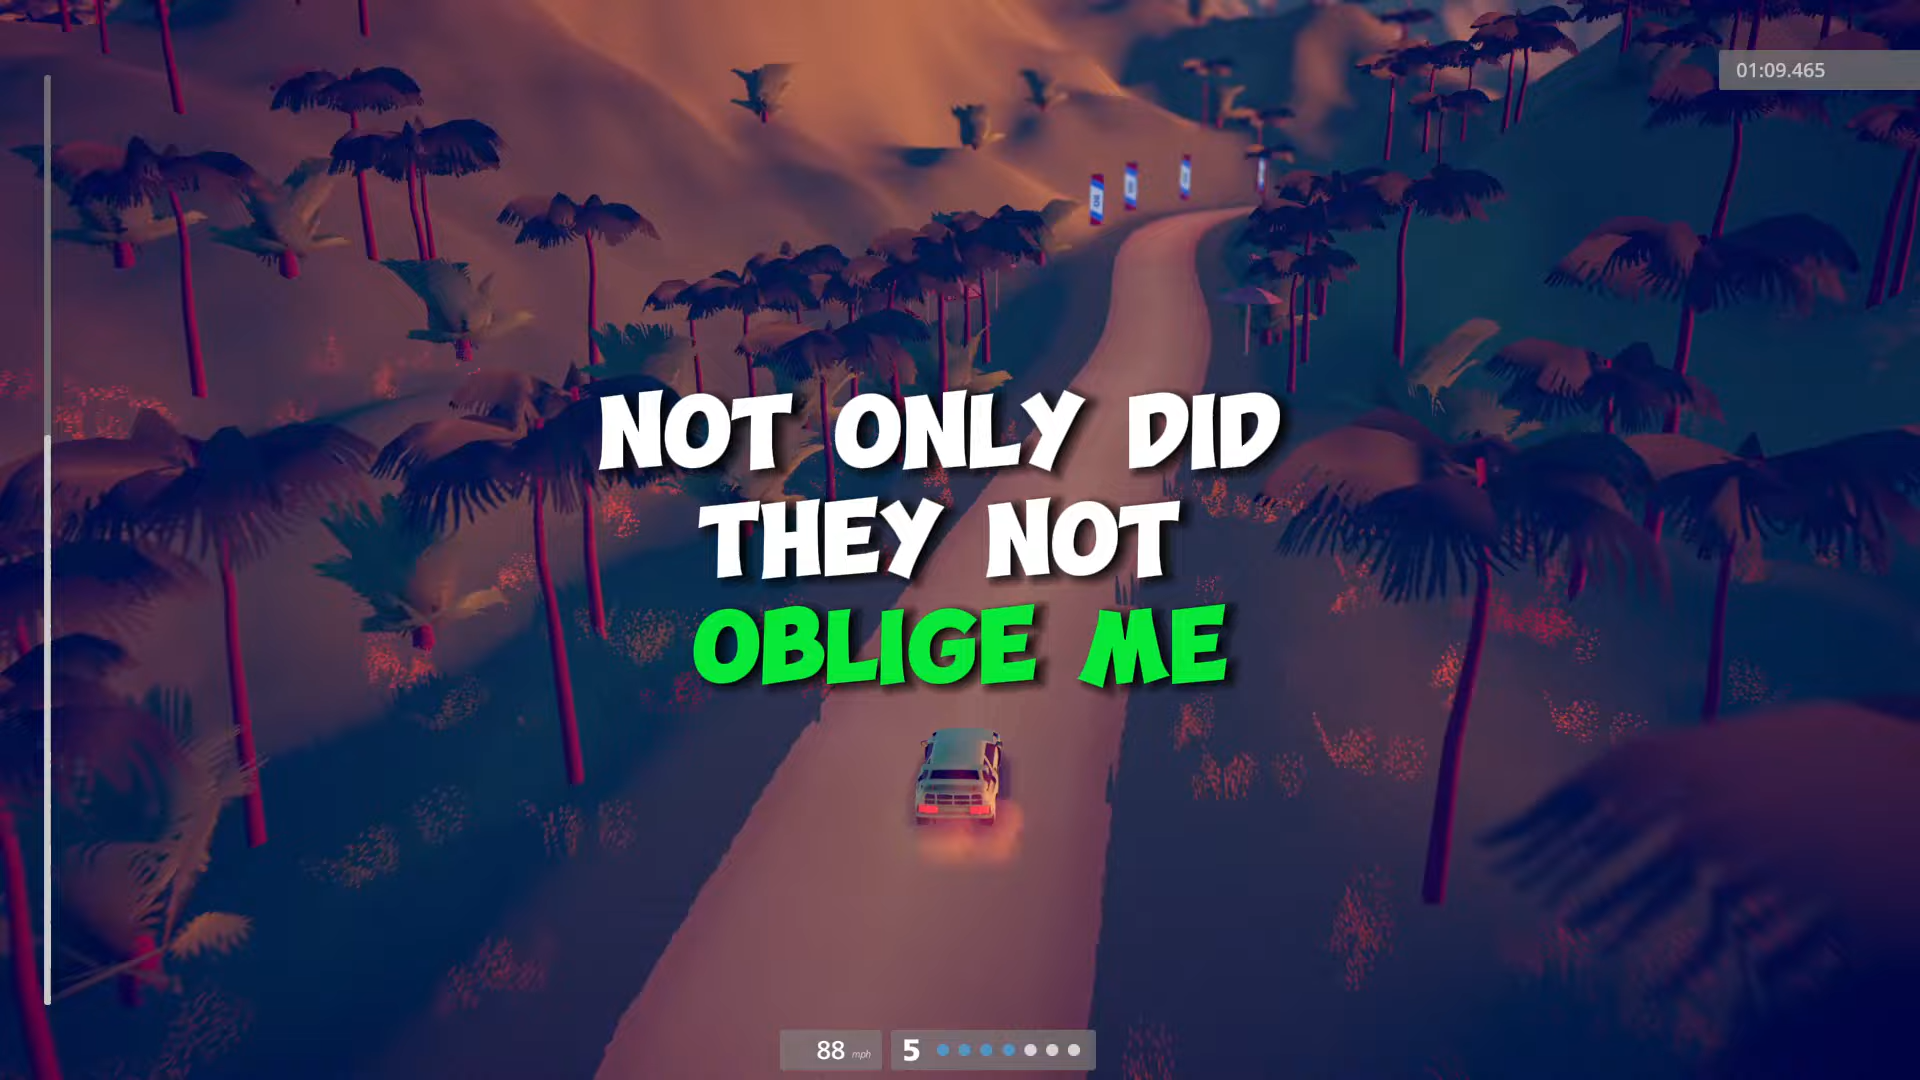 01:09.465
NOT ONLY DID
THEY NOT
OBLIGE ME
88 mph 5